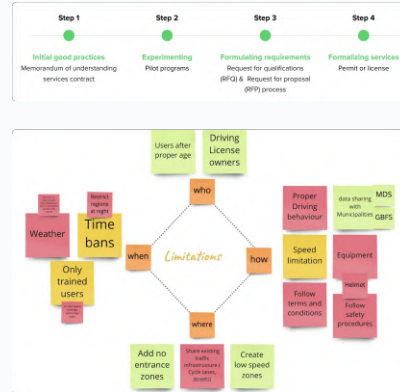 Step 1
Step 2
Step 3
Step 4
Initial good practices
Memorandum of understanding
services contract
Experimenting
Pilot programs
Formulating requirements
Request for qualifications
(RFQ) & Request for proposal
(RFP) process
Formalizing services
Permit or license
Users after
proper age
Driving
License
owners
who
Restrict
regions
at night
Weather
Time
bans
Only
trained
users
when
Limitations
how
where
Proper
Driving
behaviour
data sharing
with
Municipalities
MDS
GBFS
Speed
limitation
Equipment
Helmet
Follow
terms and
conditions
Follow
safety
procedures
Add no
entrance
zones
Share existing
traffic
infrastructure (
Cycle lanes,
streets)
Create
low speed
zones